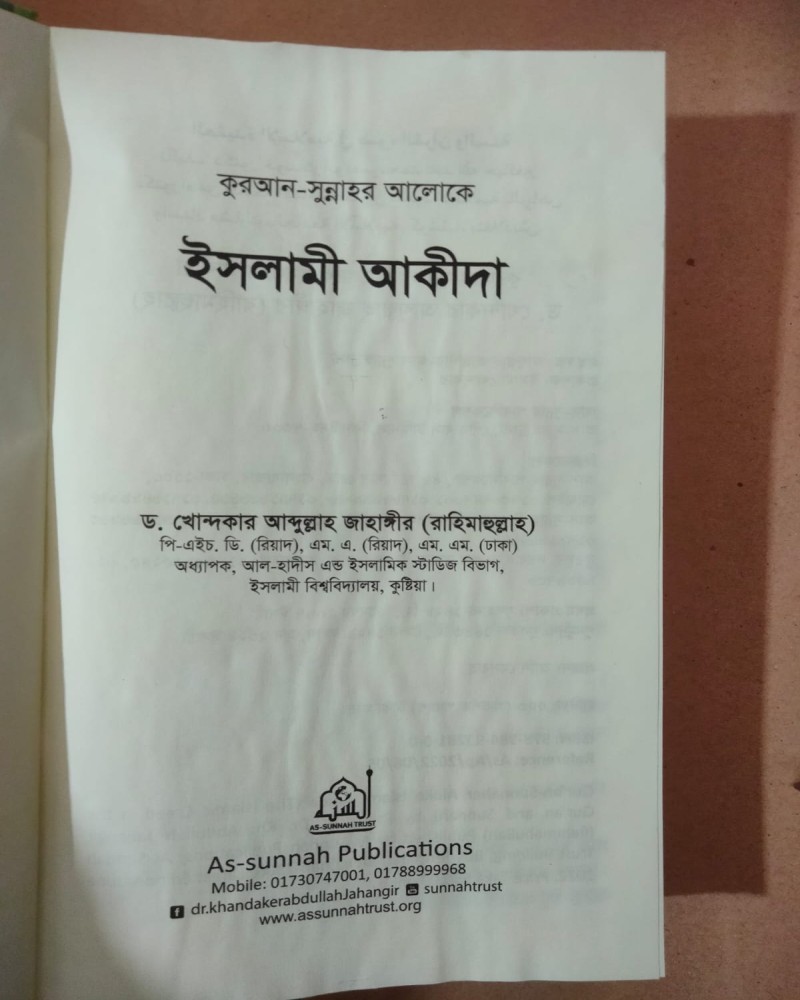 কুরআন-সুন্নাহর আলোকে
ইসলামী আকীদা
ড. খোন্দকার আব্দুল্লাহ জাহাঙ্গীর (রাহিমাহুল্লাহ)
পি-এইচ. ডি. (রিয়াদ), এম. এ. (রিয়াদ), এম. এম. (ঢাকা)
অধ্যাপক, আল-হাদীস এন্ড ইসলামিক স্টাডিজ বিভাগ,
ইসলামী বিশ্ববিদ্যালয়, কুষ্টিয়া।
السنة
AS-SUNNAH TRUST
As-sunnah Publications
Mobile: 01730747001, 01788999968
dr.khandakerabdullahJahangir sunnahtrust
www.assunnahtrust.org